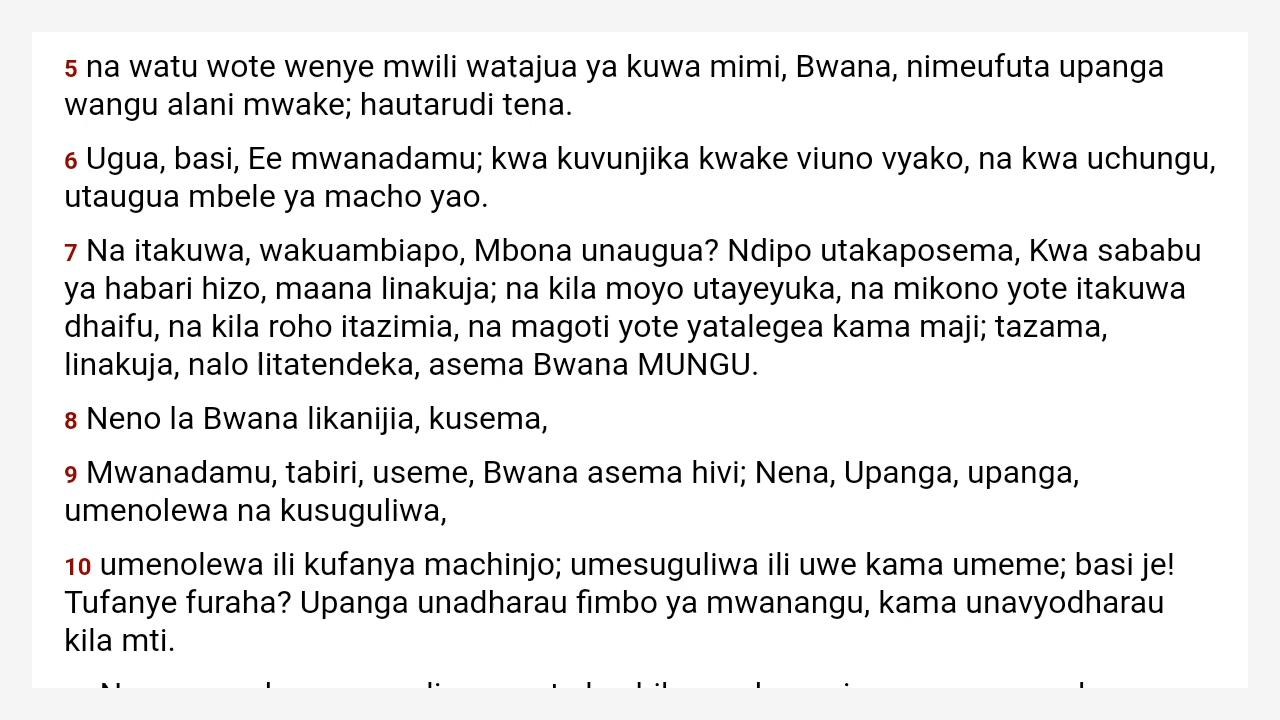 5 na watu wote wenye mwili watajua ya kuwa mimi, Bwana, nimeufuta upanga
wangu alani mwake; hautarudi tena.
6 Ugua, basi, Ee mwanadamu; kwa kuvunjika kwake viuno vyako, na kwa uchungu,
utaugua mbele ya macho yao.
7 Na itakuwa, wakuambiapo, Mbona unaugua? Ndipo utakaposema, Kwa sababu
ya habari hizo, maana linakuja; na kila moyo utayeyuka, na mikono yote itakuwa
dhaifu, na kila roho itazimia, na magoti yote yatalegea kama maji; tazama,
linakuja, nalo litatendeka, asema Bwana MUNGU.
8 Neno la Bwana likanijia, kusema,
9 Mwanadamu, tabiri, useme, Bwana asema hivi; Nena, Upanga, upanga,
umenolewa na kusuguliwa,
10 umenolewa ili kufanya machinjo; umesuguliwa ili uwe kama umeme; basi je!
Tufanye furaha? Upanga unadharau fimbo ya mwanangu, kama unavyodharau
kila mti.